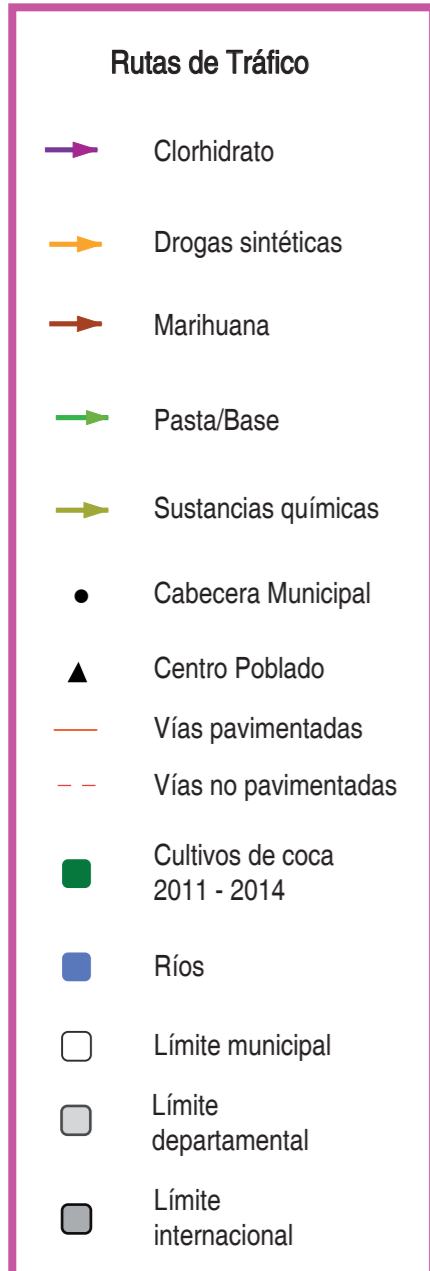 Rutas de Tráfico
Clorhidrato
Drogas sintéticas
Marihuana
Pasta/Base
Sustancias químicas
Cabecera Municipal
Centro Poblado
Vías pavimentadas
Vías no pavimentadas
Cultivos de coca
2011 - 2014
Ríos
Límite municipal
Límite
departamental
Límite
internacional